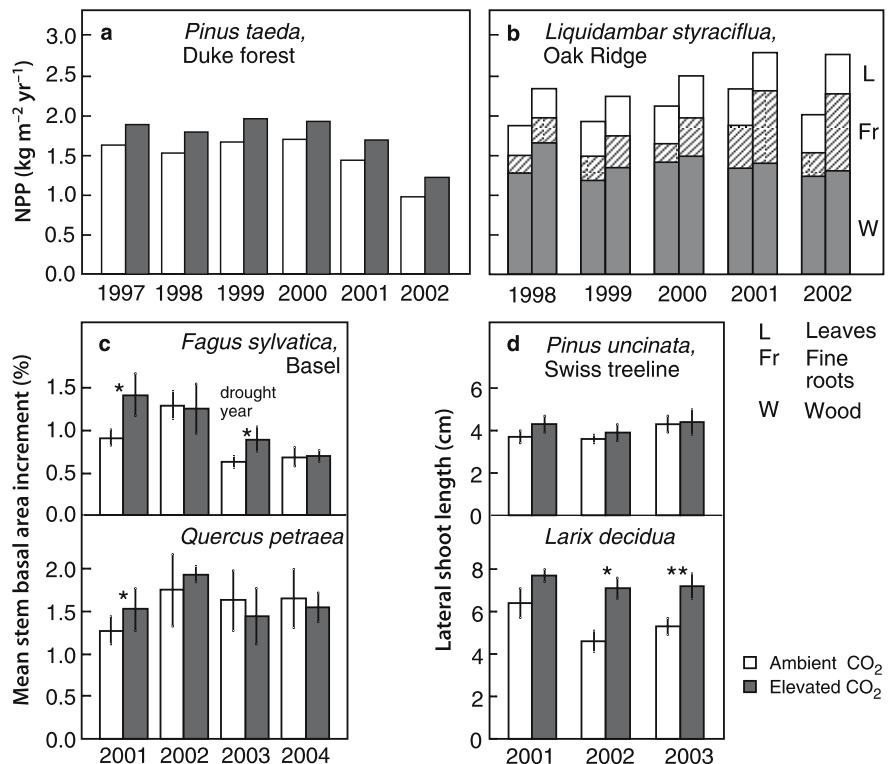 a
Pinus taeda,
Duke forest
NPP (kg m⁻² yr⁻¹)
3.0
2.5
2.0
1.5
1.0
0.5
0.0
1997 1998 1999 2000 2001 2002
b
Liquidambar styraciflua,
Oak Ridge
L
Fr
W
1998 1999 2000 2001 2002
c
Fagus sylvatica,
Basel
drought
year
*
*
Mean stem basal area increment (%)
1.5
1.0
0.5
0.0
Quercus petraea
*
2.0
1.5
1.0
0.5
0.0
2001 2002 2003 2004
d
Pinus uncinata,
Swiss treeline
Lateral shoot length (cm)
6
4
2
0
Larix decidua
*
**
8
6
4
2
0
2001 2002 2003
L Leaves
Fr Fine
roots
W Wood
Ambient CO₂
Elevated CO₂